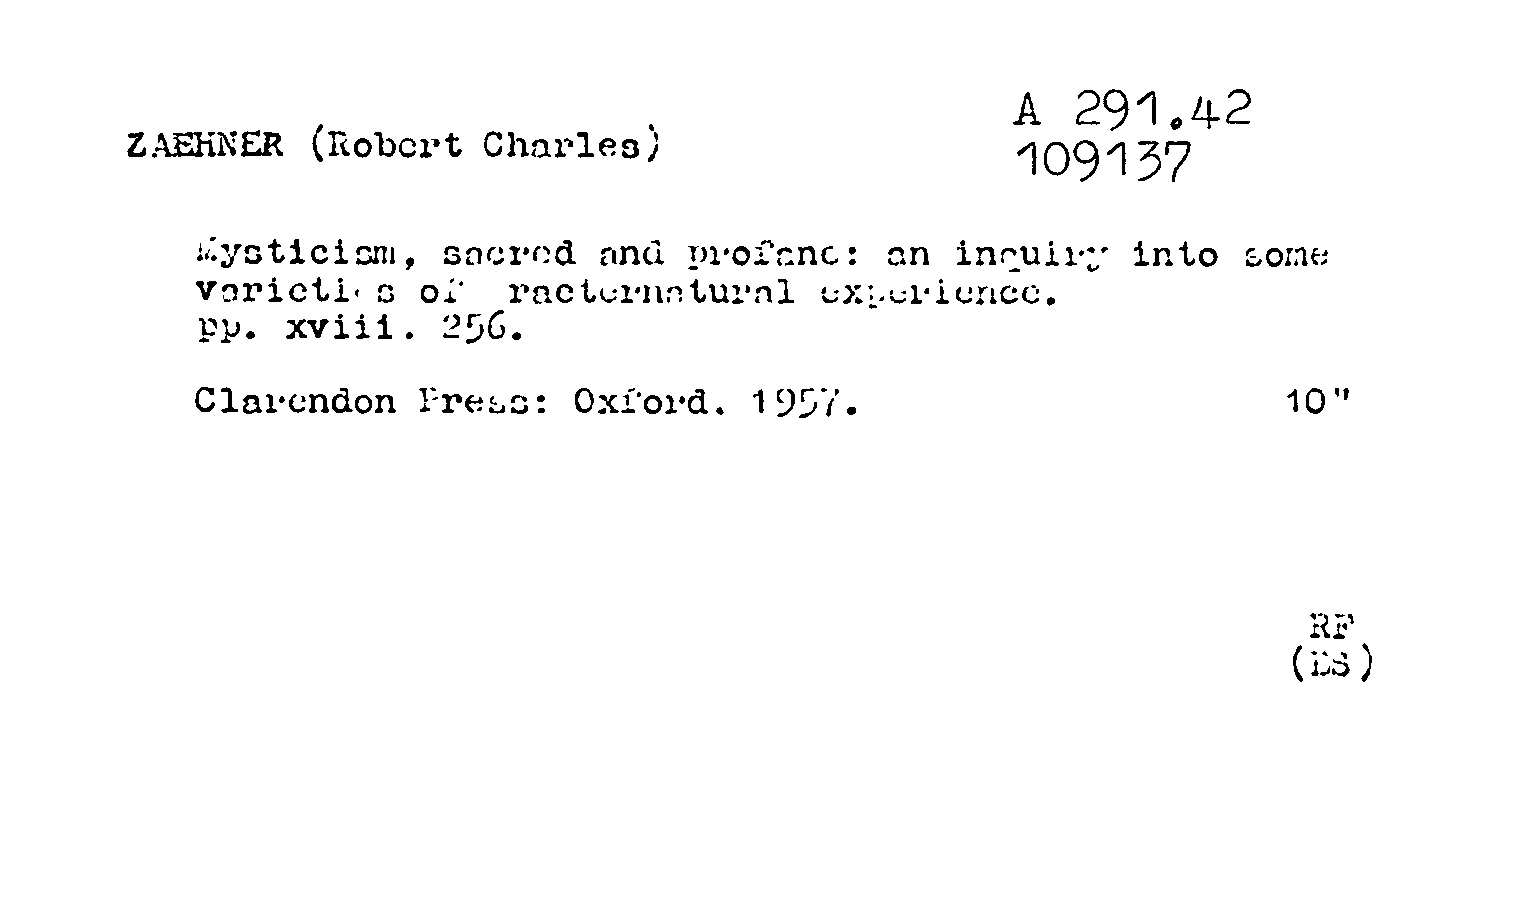 ZAEHNER (Robert Charles)
A 291.42
109137
Mysticism, sacred and profane: an inquiry into some
varieties of praeternatural experience.
pp. xviii. 256.
Clarendon Press: Oxford. 1957.
10"
RF
(ES)